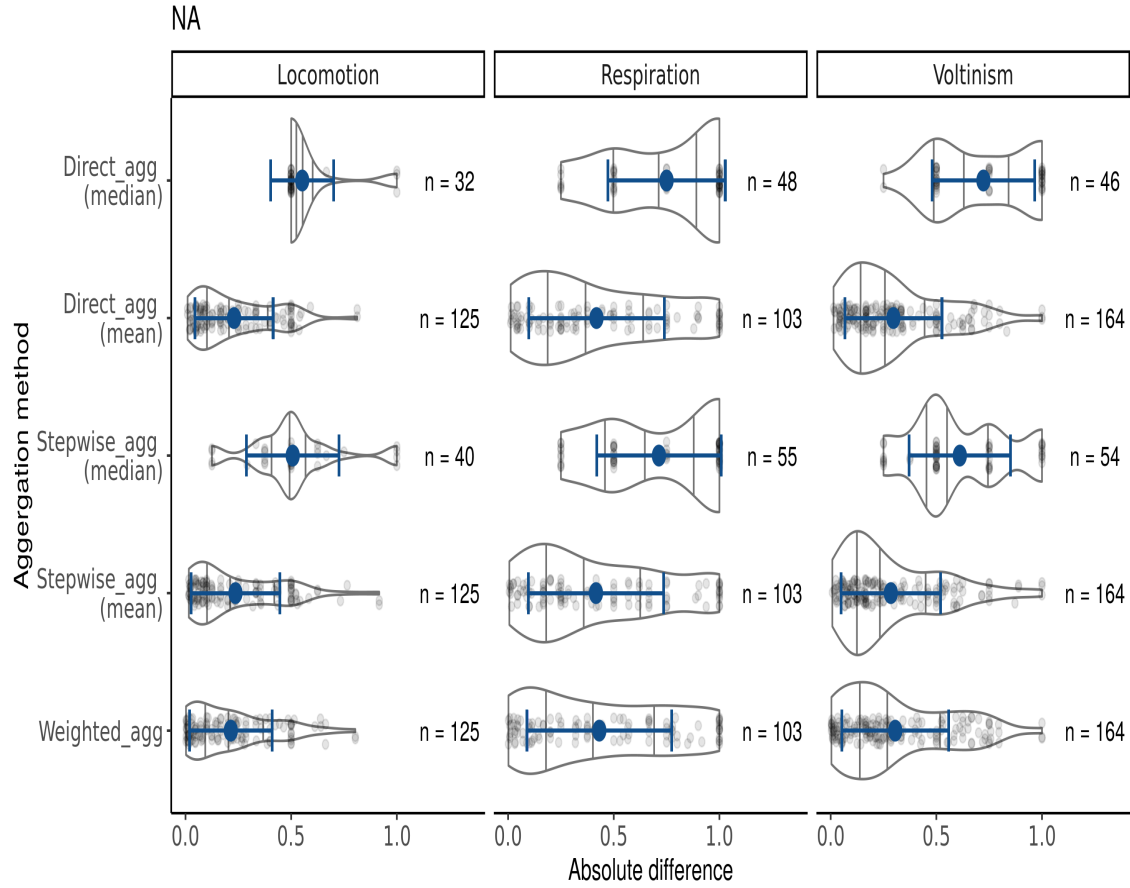 NA
Locomotion
Respiration
Voltinism
Aggergation method
Direct_agg
(median)
n = 32
n = 48
n = 46
Direct_agg
(mean)
n = 125
n = 103
n = 164
Stepwise_agg
(median)
n = 40
n = 55
n = 54
Stepwise_agg
(mean)
n = 125
n = 103
n = 164
Weighted_agg
n = 125
n = 103
n = 164
0.0 0.5 1.0
0.0 0.5 1.0
0.0 0.5 1.0
Absolute difference